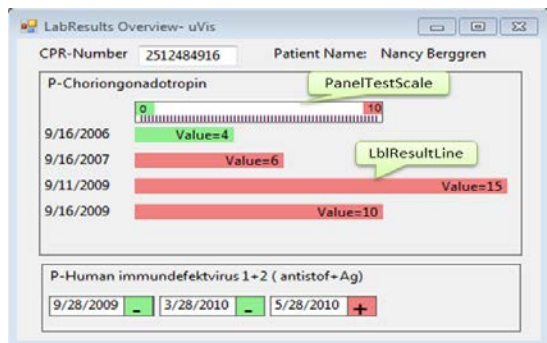 LabResults Overview- uVis
CPR-Number 2512484916 Patient Name: Nancy Berggren
P-Choriongonadotropin PanelTestScale
0 10
9/16/2006 Value=4
9/16/2007 Value=6 LblResultLine
9/11/2009 Value=15
9/16/2009 Value=10
P-Human immundefektvirus 1+2 ( antistof+Ag)
9/28/2009 - 3/28/2010 - 5/28/2010 +